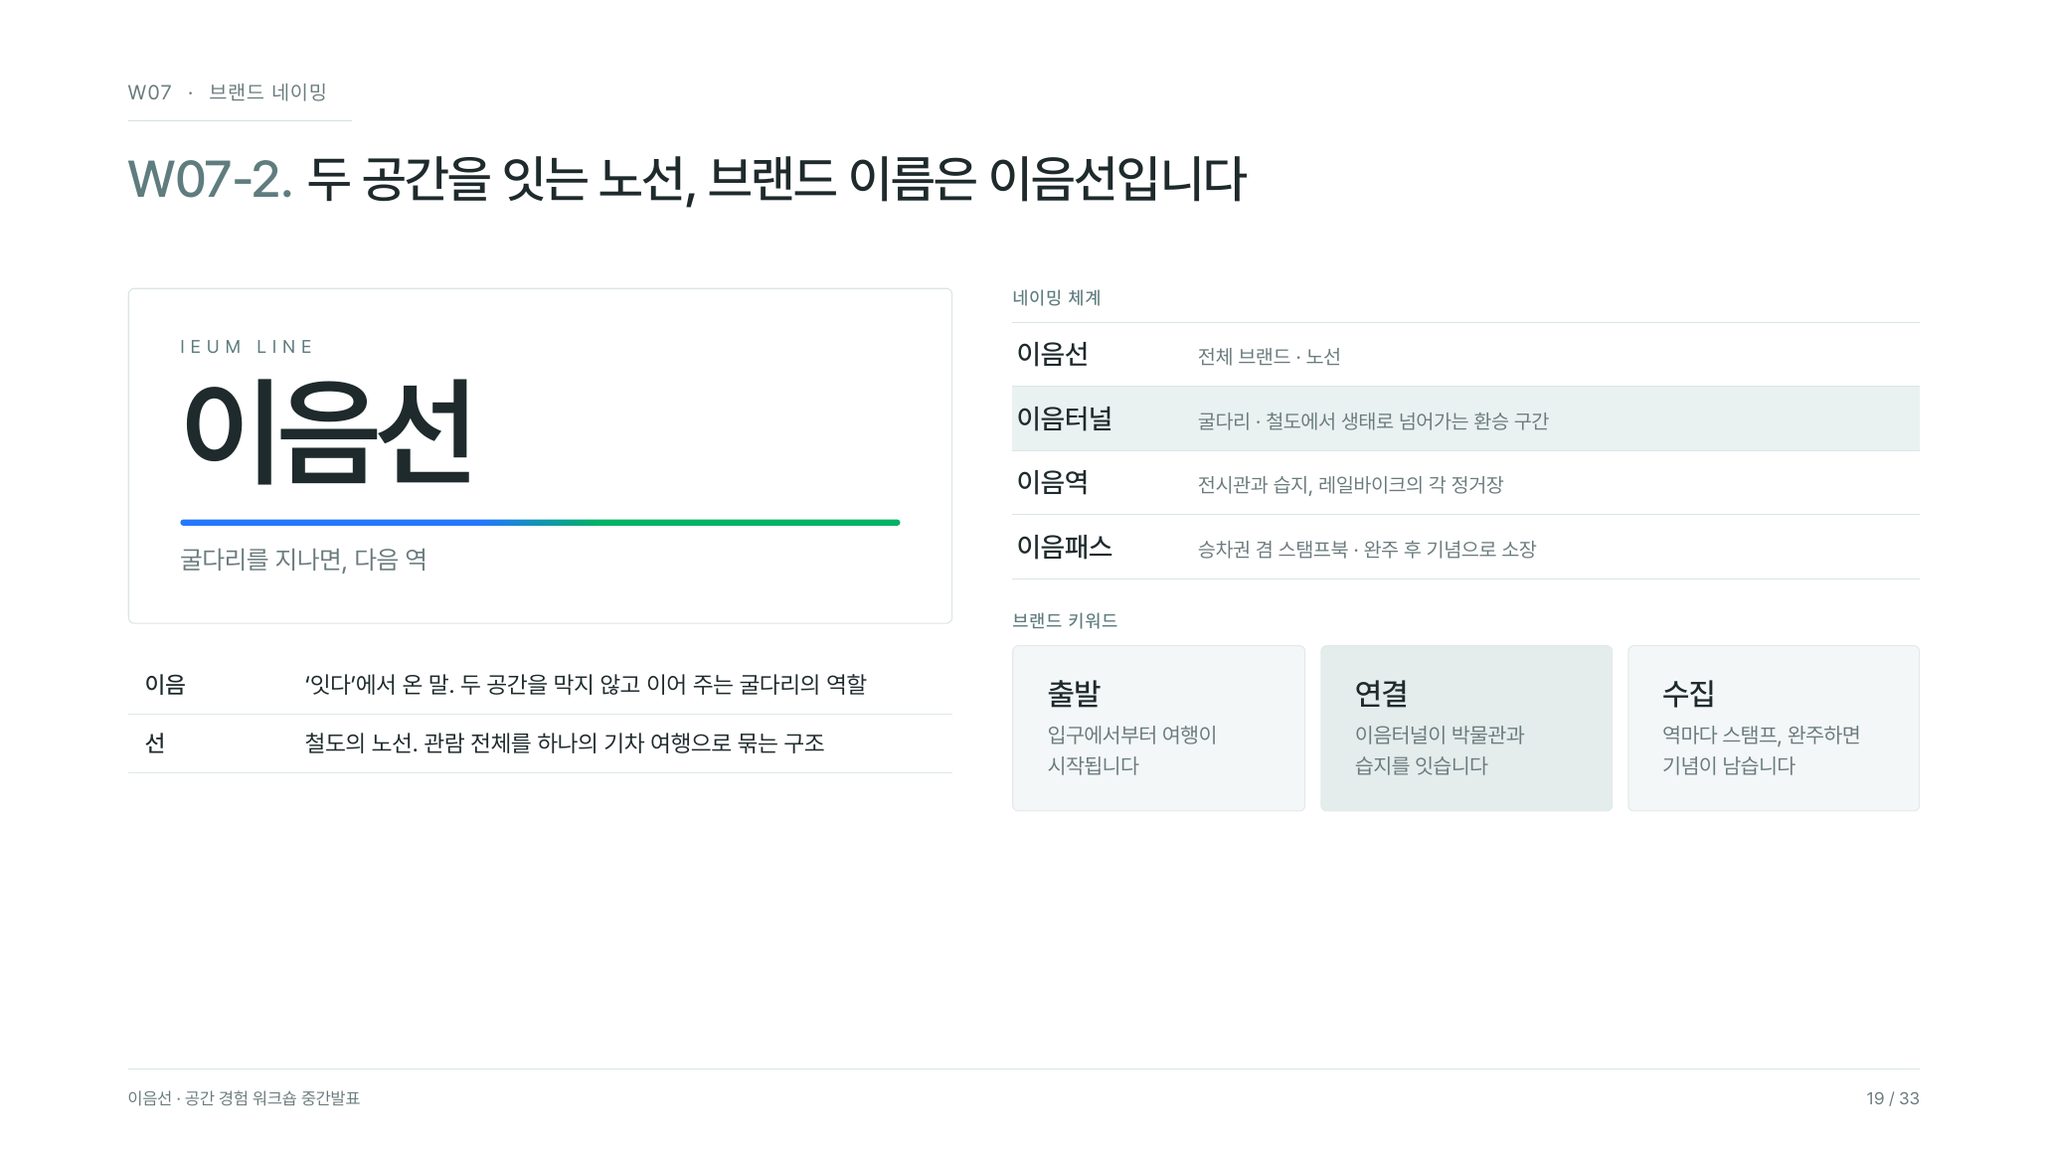 W07 · 브랜드 네이밍
W07-2. 두 공간을 잇는 노선, 브랜드 이름은 이음선입니다
IEUM LINE
이음선
굴다리를 지나면, 다음 역
이음 ‘잇다’에서 온 말. 두 공간을 막지 않고 이어 주는 굴다리의 역할
선 철도의 노선. 관람 전체를 하나의 기차 여행으로 묶는 구조
네이밍 체계
이음선 전체 브랜드 · 노선
이음터널 굴다리 · 철도에서 생태로 넘어가는 환승 구간
이음역 전시관과 습지, 레일바이크의 각 정거장
이음패스 승차권 겸 스탬프북 · 완주 후 기념으로 소장
브랜드 키워드
출발
입구에서부터 여행이
시작됩니다
연결
이음터널이 박물관과
습지를 잇습니다
수집
역마다 스탬프, 완주하면
기념이 남습니다
이음선 · 공간 경험 워크숍 중간발표
19 / 33